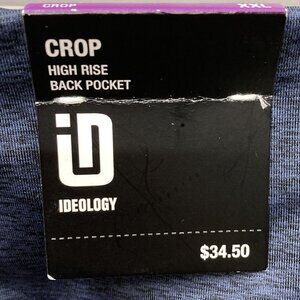 CROP XXL
CROP
HIGH RISE
BACK POCKET
iD
IDEOLOGY
$34.50